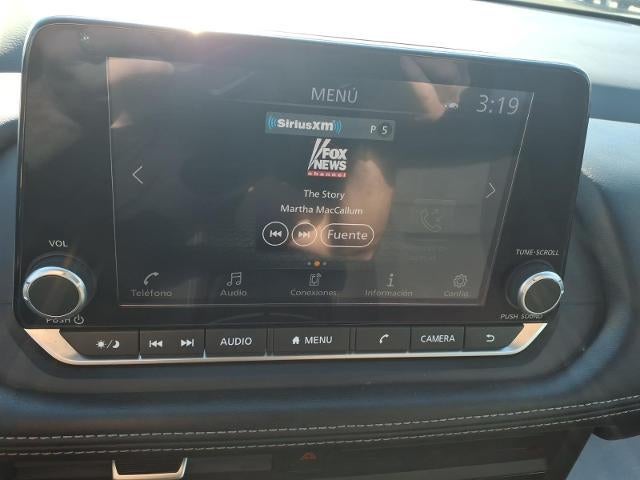 MENÚ
3:19
((SiriusXM)) P 5
FOX
NEWS
channel
The Story
Martha MacCallum
Fuente
VOL
TUNE·SCROLL
Teléfono Audio Conexiones Información Config.
PUSH
PUSH SOUND
AUDIO MENU CAMERA